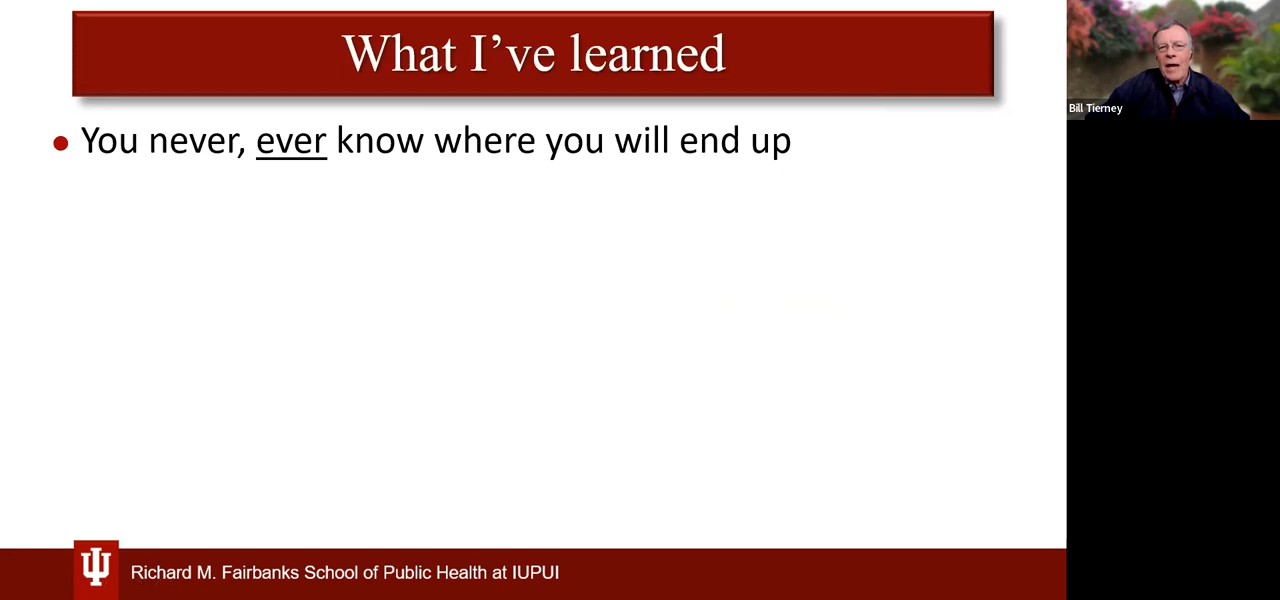 What I've learned
Bill Tierney
• You never, ever know where you will end up
Richard M. Fairbanks School of Public Health at IUPUI